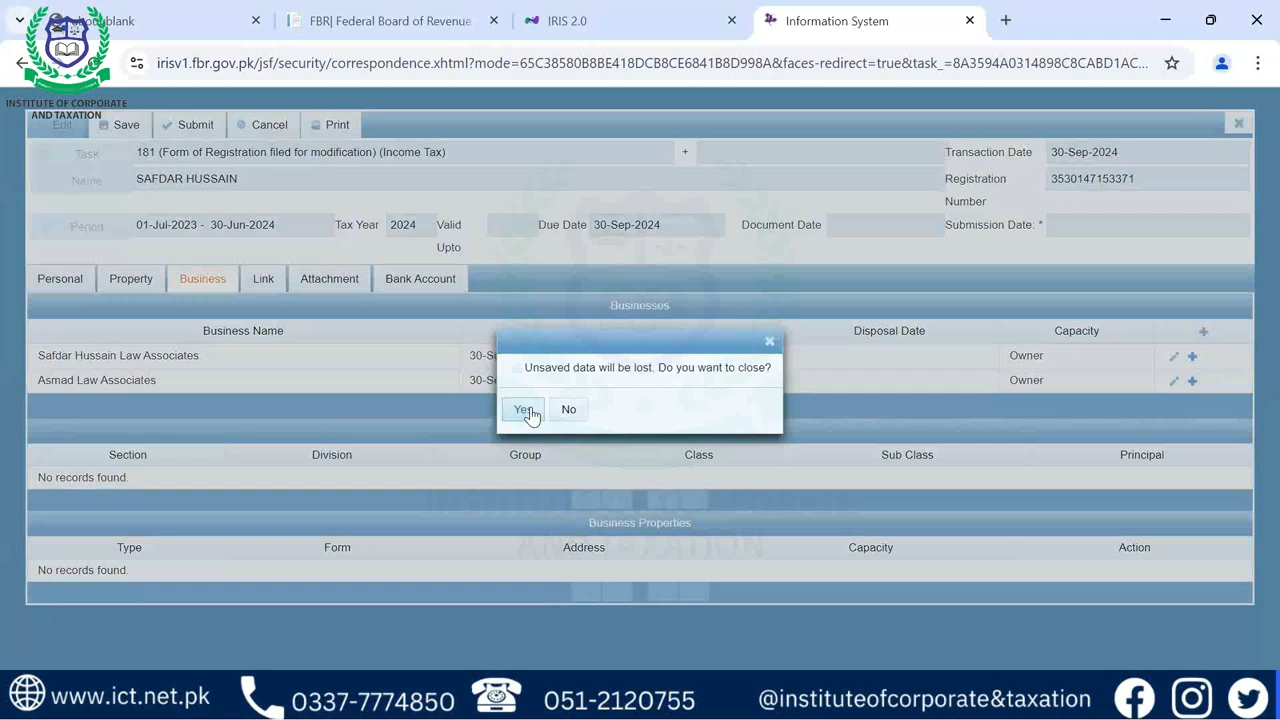 about:blank
FBR| Federal Board of Revenue
IRIS 2.0
Information System
irisv1.fbr.gov.pk/jsf/security/correspondence.xhtml?mode=65C38580B8BE418DCB8CE6841B8D998A&faces-redirect=true&task_=8A3594A0314898C8CABD1AC...
INSTITUTE OF CORPORATE
AND TAXATION
Edit Save Submit Cancel Print
Task 181 (Form of Registration filed for modification) (Income Tax) + Transaction Date 30-Sep-2024
Name SAFDAR HUSSAIN Registration Number 3530147153371
Period 01-Jul-2023 - 30-Jun-2024 Tax Year 2024 Valid Upto Due Date 30-Sep-2024 Document Date Submission Date: *
Personal Property Business Link Attachment Bank Account
Businesses
Business Name Disposal Date Capacity
Safdar Hussain Law Associates 30-Se Owner
Asmad Law Associates 30-Se Owner
Unsaved data will be lost. Do you want to close?
Yes No
Section Division Group Class Sub Class Principal
No records found.
Business Properties
Type Form Address Capacity Action
No records found.
INSTITUTE OF CORPORATE
AND TAXATION
www.ict.net.pk 0337-7774850 051-2120755 @instituteofcorporate&taxation